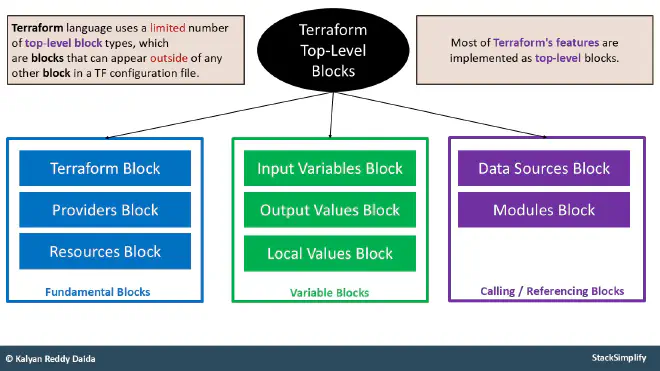 Terraform language uses a limited number
of top-level block types, which
are blocks that can appear outside of any
other block in a TF configuration file.
Terraform
Top-Level
Blocks
Most of Terraform's features are
implemented as top-level blocks.
Terraform Block
Providers Block
Resources Block
Fundamental Blocks
Input Variables Block
Output Values Block
Local Values Block
Variable Blocks
Data Sources Block
Modules Block
Calling / Referencing Blocks
© Kalyan Reddy Daida
StackSimplify